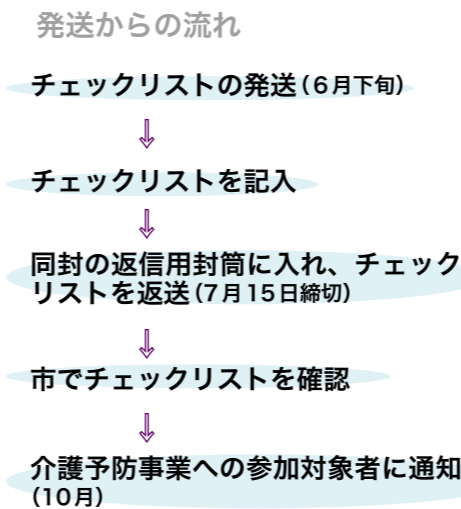 発送からの流れ
チェックリストの発送（6月下旬）
⇓
チェックリストを記入
⇓
同封の返信用封筒に入れ、チェック
リストを返送（7月15日締切）
⇓
市でチェックリストを確認
⇓
介護予防事業への参加対象者に通知
（10月）